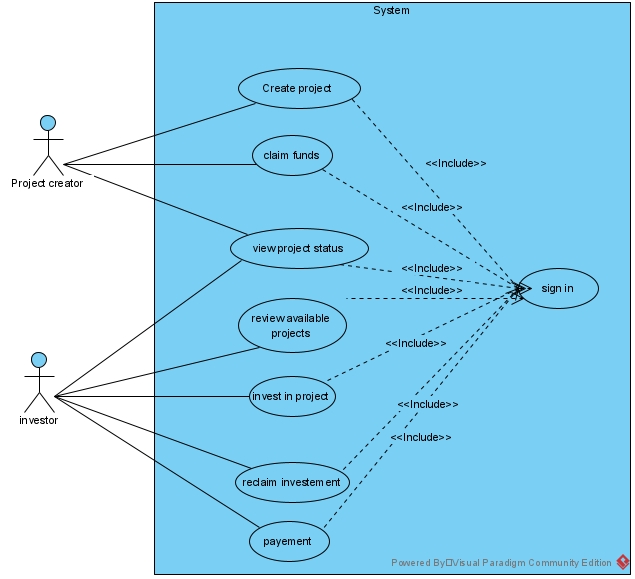 System
Create project
<<Include>>
Project creator
claim funds
<<Include>>
view project status
<<Include>>
<<Include>>
sign in
review available
projects
<<Include>>
investor
invest in project
<<Include>>
<<Include>>
reclaim investement
payement
Powered By Visual Paradigm Community Edition